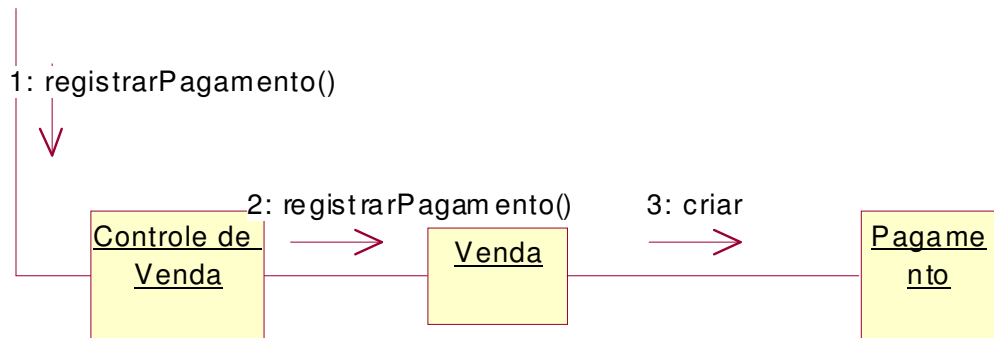 1: registrarPagamento()
2: registrarPagamento()
3: criar
Controle de
Venda
Venda
Pagame
nto